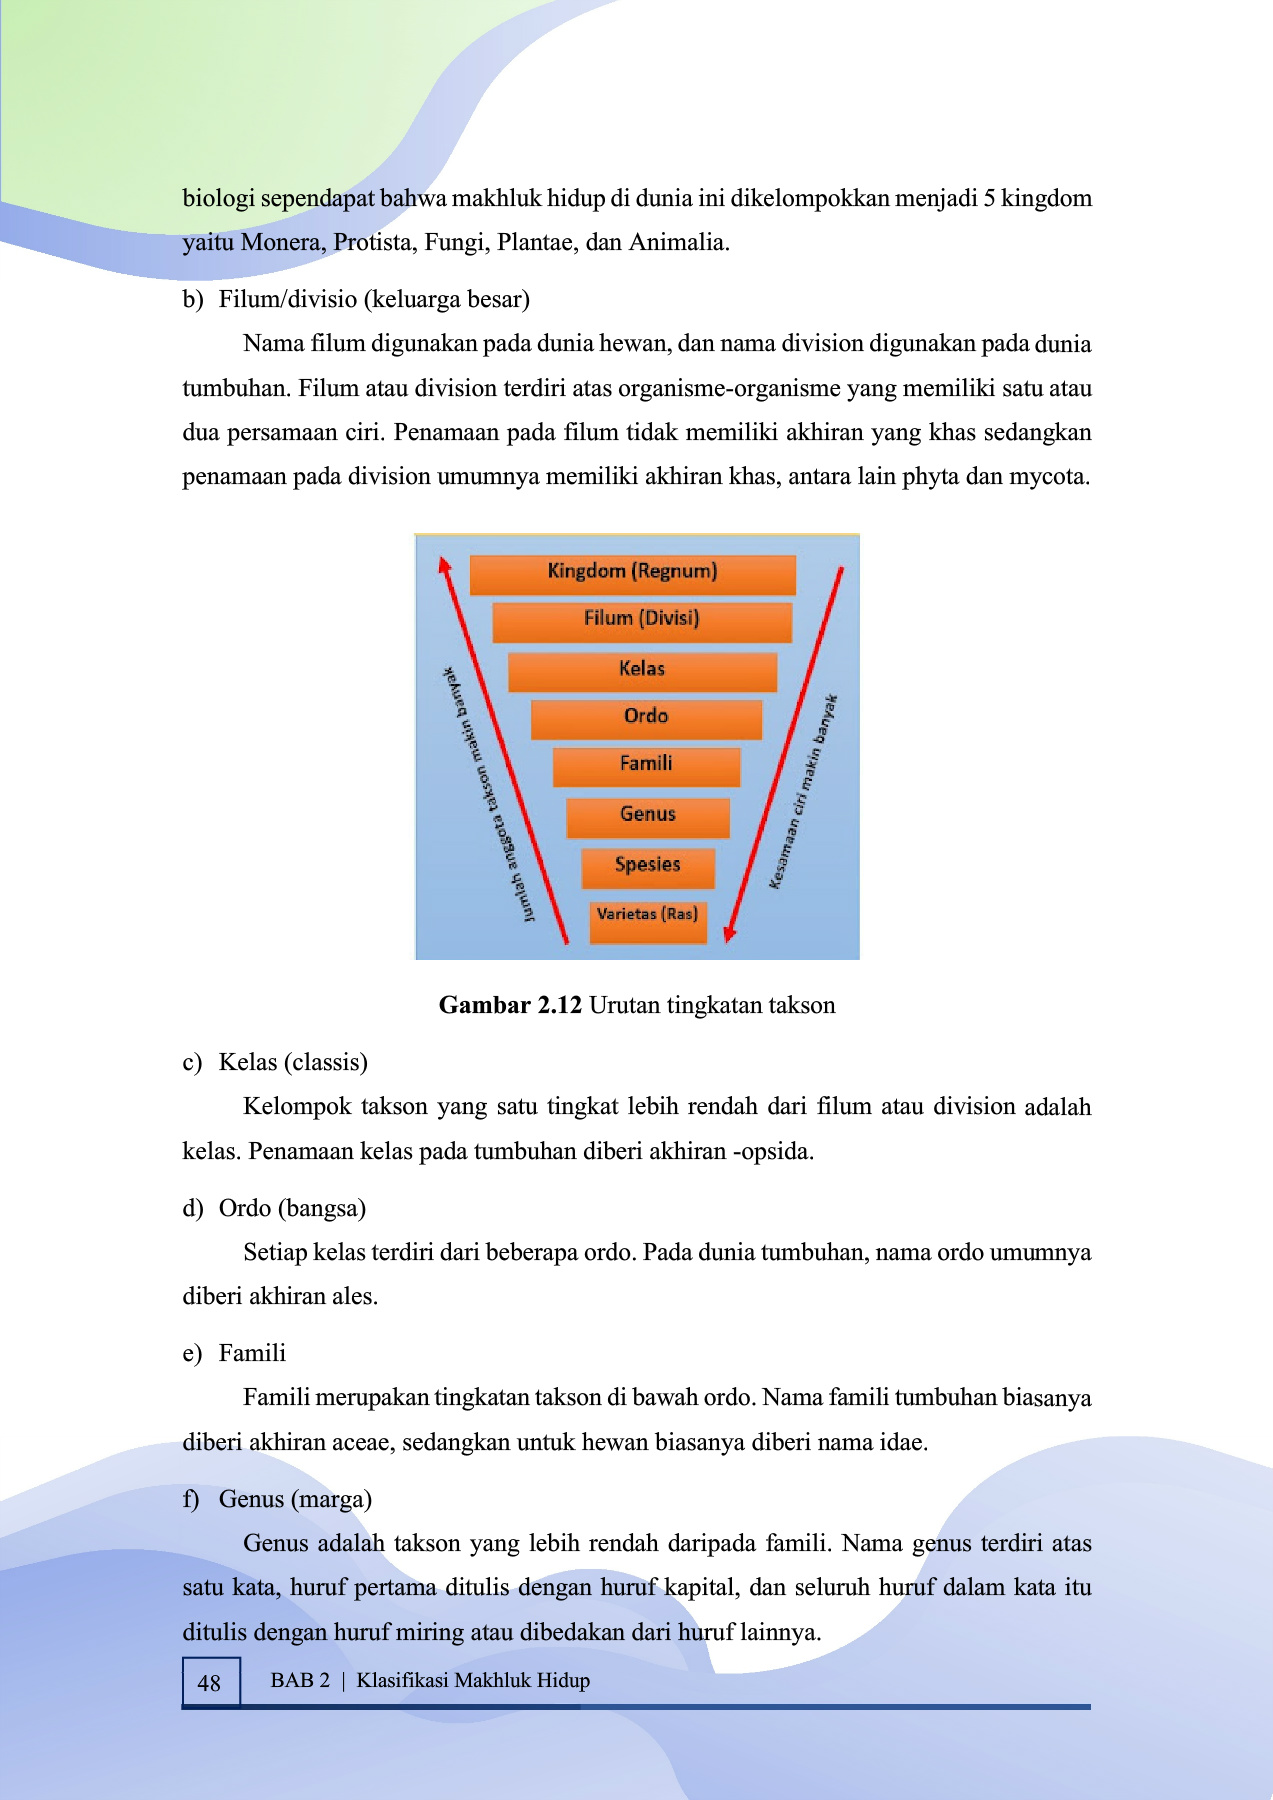 biologi sependapat bahwa makhluk hidup di dunia ini dikelompokkan menjadi 5 kingdom
yaitu Monera, Protista, Fungi, Plantae, dan Animalia.
b) Filum/divisio (keluarga besar)
Nama filum digunakan pada dunia hewan, dan nama division digunakan pada dunia
tumbuhan. Filum atau division terdiri atas organisme-organisme yang memiliki satu atau
dua persamaan ciri. Penamaan pada filum tidak memiliki akhiran yang khas sedangkan
penamaan pada division umumnya memiliki akhiran khas, antara lain phyta dan mycota.
Kingdom (Regnum)
Filum (Divisi)
Kelas
Ordo
Famili
Genus
Spesies
Varietas (Ras)
Jumlah anggota takson makin banyak
Kesamaan ciri makin banyak
Gambar 2.12 Urutan tingkatan takson
c) Kelas (classis)
Kelompok takson yang satu tingkat lebih rendah dari filum atau division adalah
kelas. Penamaan kelas pada tumbuhan diberi akhiran -opsida.
d) Ordo (bangsa)
Setiap kelas terdiri dari beberapa ordo. Pada dunia tumbuhan, nama ordo umumnya
diberi akhiran ales.
e) Famili
Famili merupakan tingkatan takson di bawah ordo. Nama famili tumbuhan biasanya
diberi akhiran aceae, sedangkan untuk hewan biasanya diberi nama idae.
f) Genus (marga)
Genus adalah takson yang lebih rendah daripada famili. Nama genus terdiri atas
satu kata, huruf pertama ditulis dengan huruf kapital, dan seluruh huruf dalam kata itu
ditulis dengan huruf miring atau dibedakan dari huruf lainnya.
48 BAB 2 | Klasifikasi Makhluk Hidup